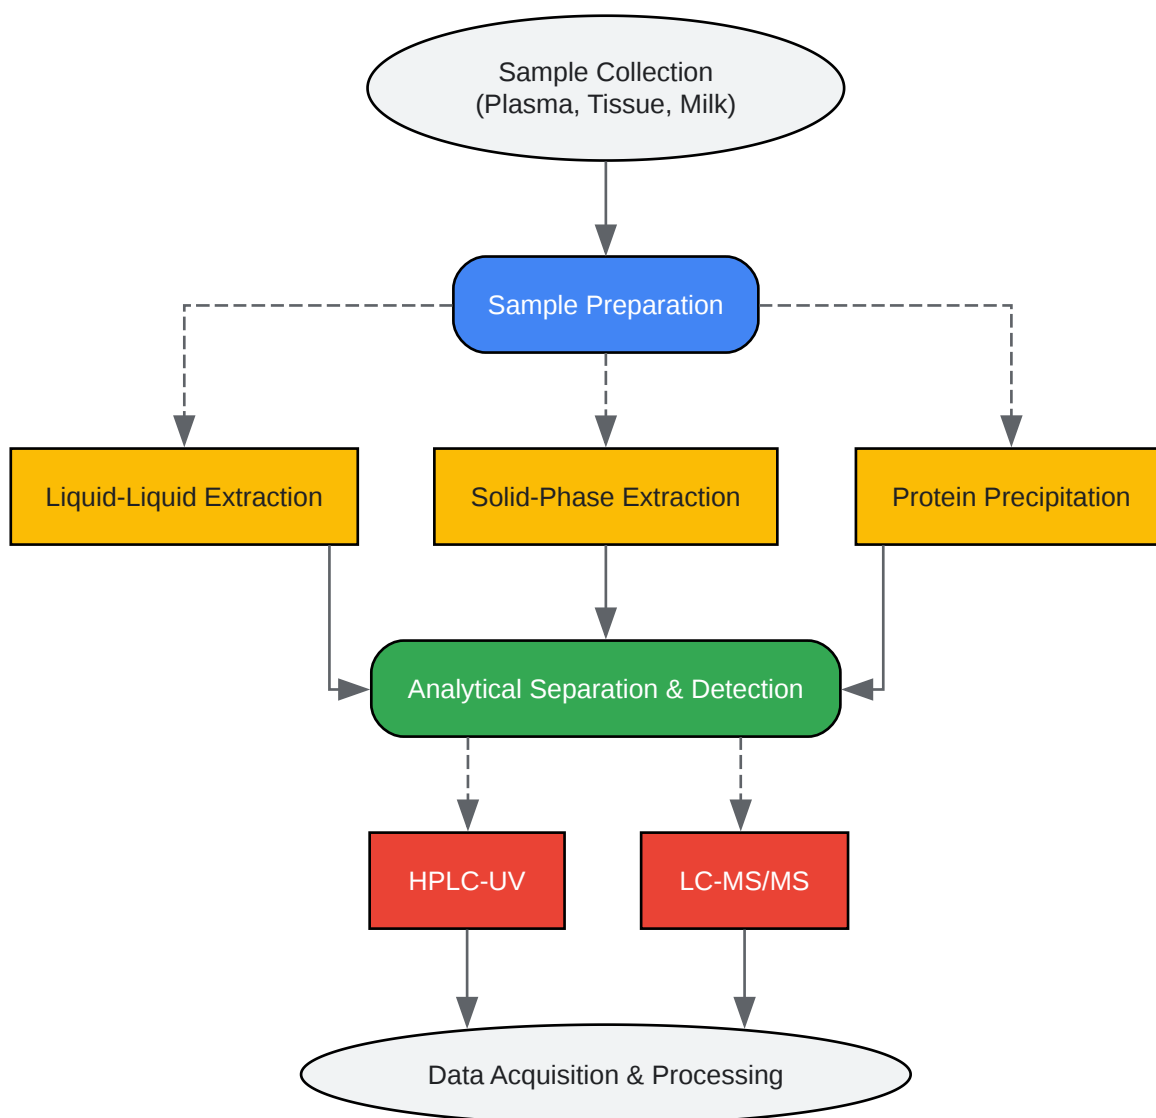 Sample Collection
(Plasma, Tissue, Milk)
Sample Preparation
Liquid-Liquid Extraction
Solid-Phase Extraction
Protein Precipitation
Analytical Separation & Detection
HPLC-UV
LC-MS/MS
Data Acquisition & Processing